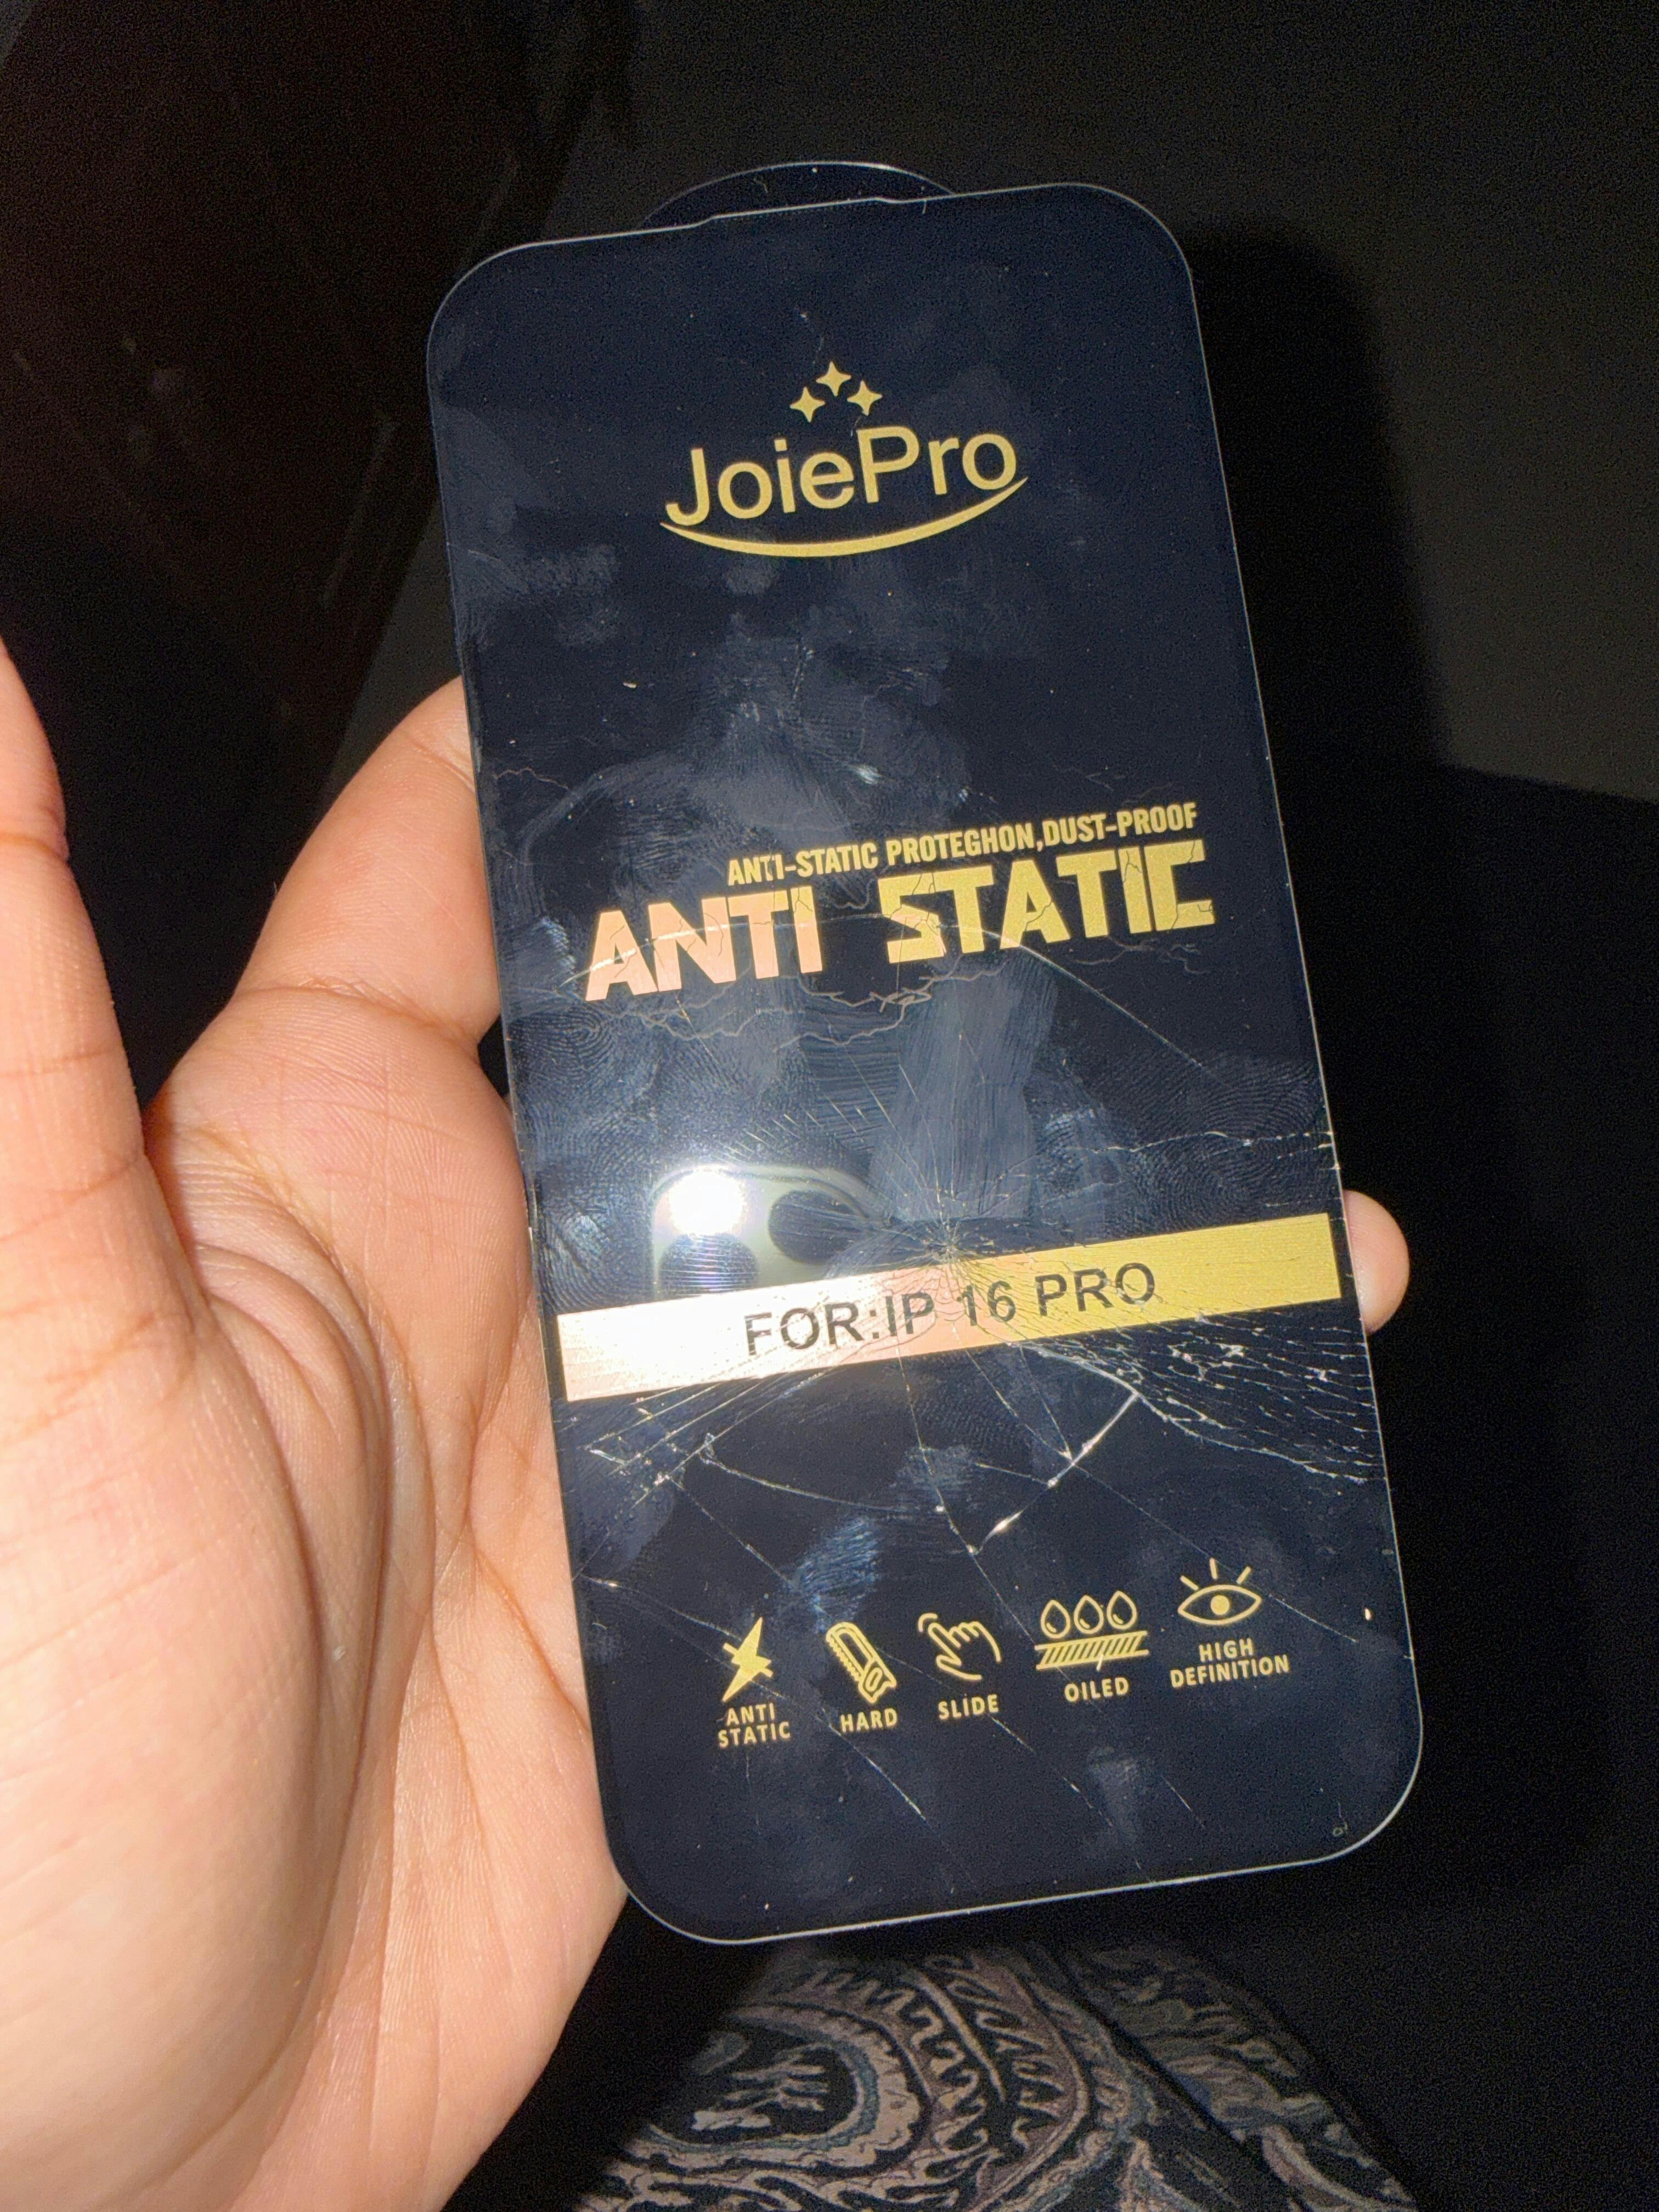 JoiePro
ANTI-STATIC PROTEGHON,DUST-PROOF
ANTI STATIC
FOR:IP 16 PRO
ANTI
STATIC
HARD
SLIDE
OILED
HIGH
DEFINITION